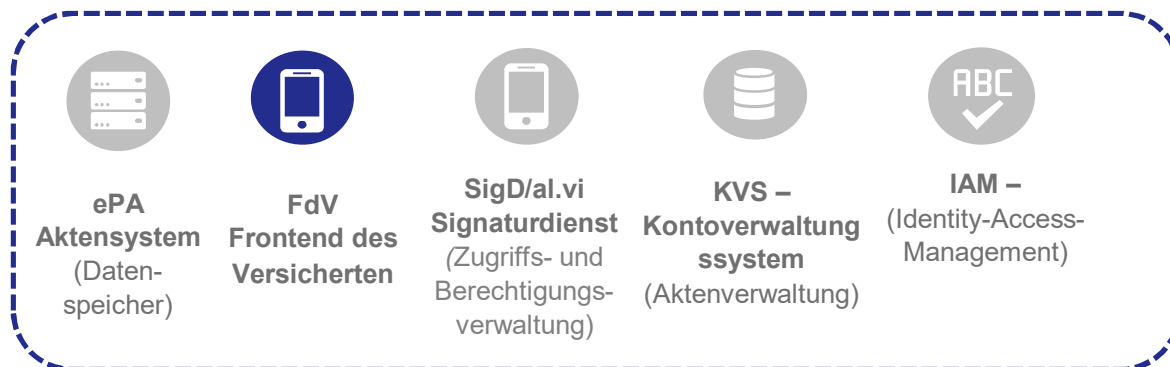 ePA
Aktensystem
(Daten-
speicher)
FdV
Frontend des
Versicherten
SigD/al.vi
Signaturdienst
(Zugriffs- und
Berechtigungs-
verwaltung)
KVS –
Kontoverwaltung
ssystem
(Aktenverwaltung)
ABC
IAM –
(Identity-Access-
Management)